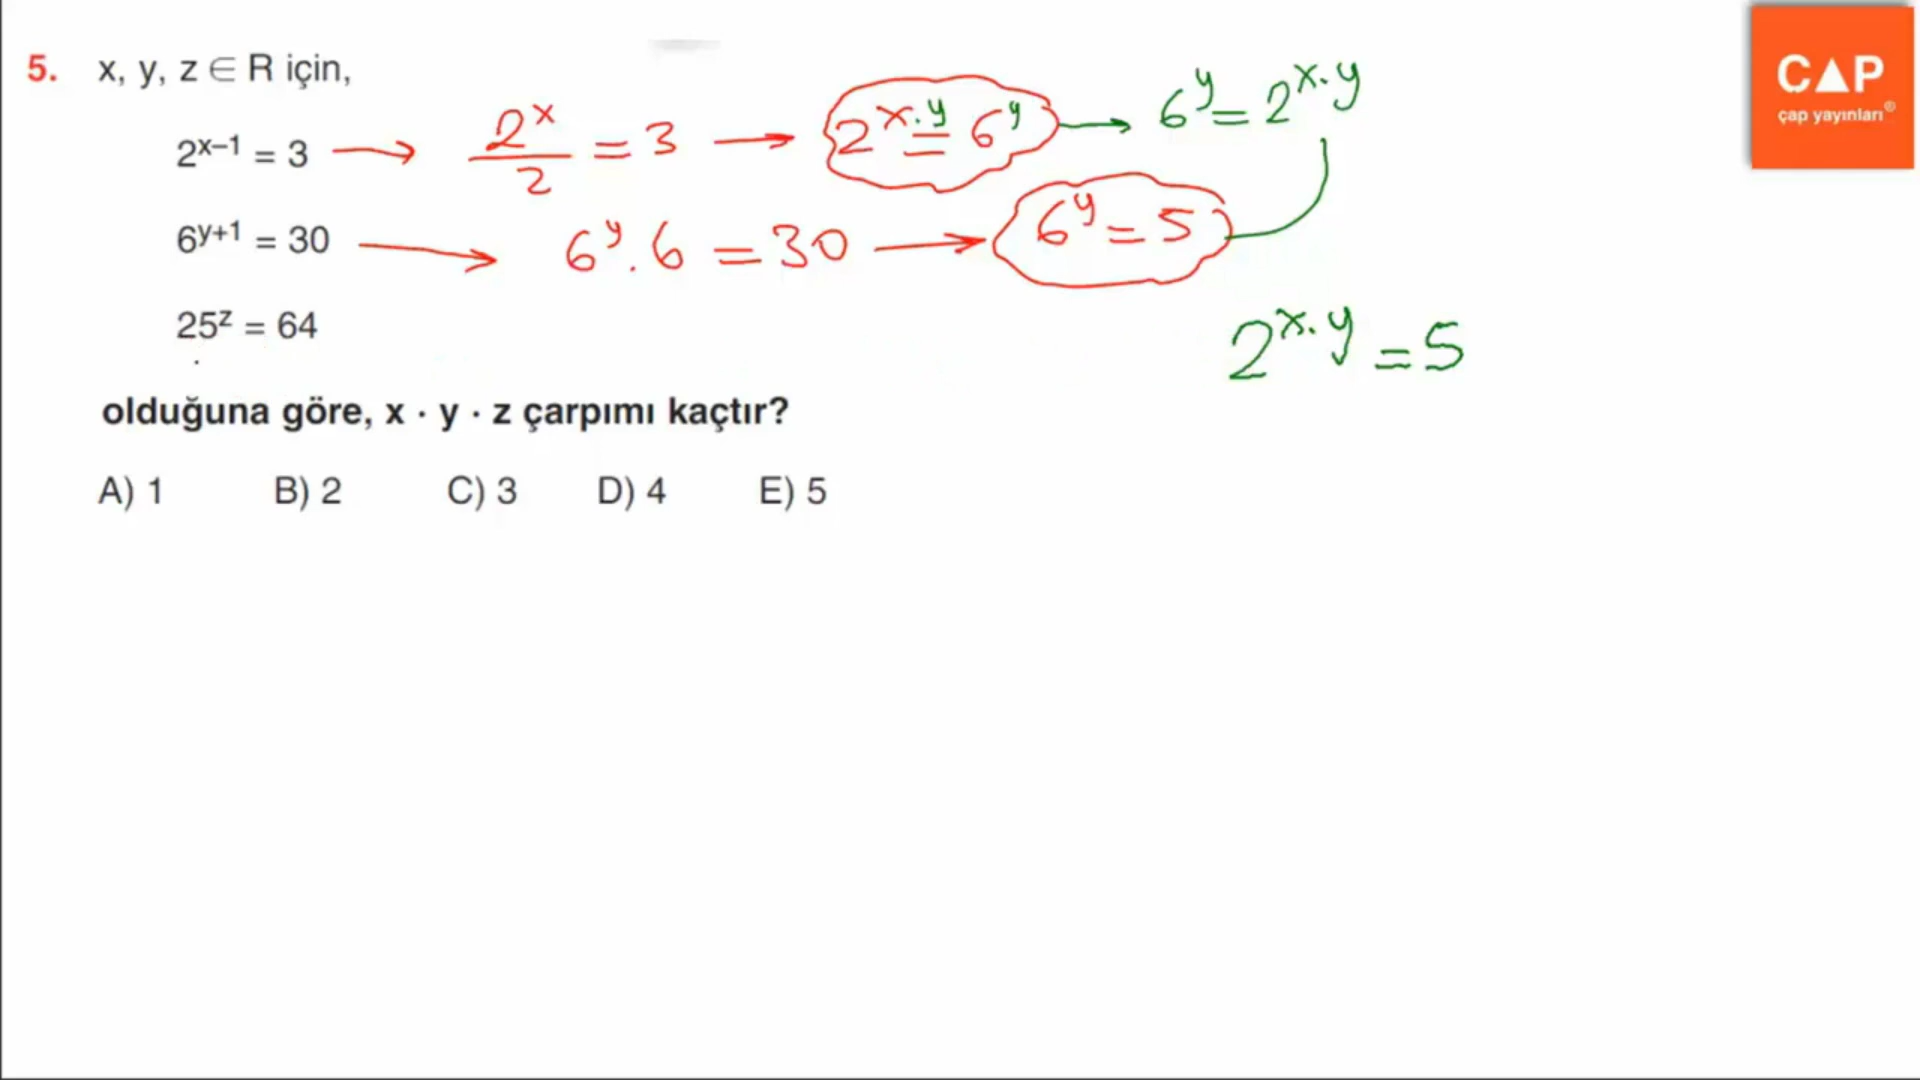 5. x, y, z ∈ R için,
2^{x–1} = 3 → 2^x/2 = 3 → 2^{x.y} = 6^y → 6^y = 2^{x.y}
6^{y+1} = 30 → 6^y . 6 = 30 → 6^y = 5
25^z = 64
2^{x.y} = 5
olduğuna göre, x · y · z çarpımı kaçtır?
A) 1 B) 2 C) 3 D) 4 E) 5
ÇAP
çap yayınları®